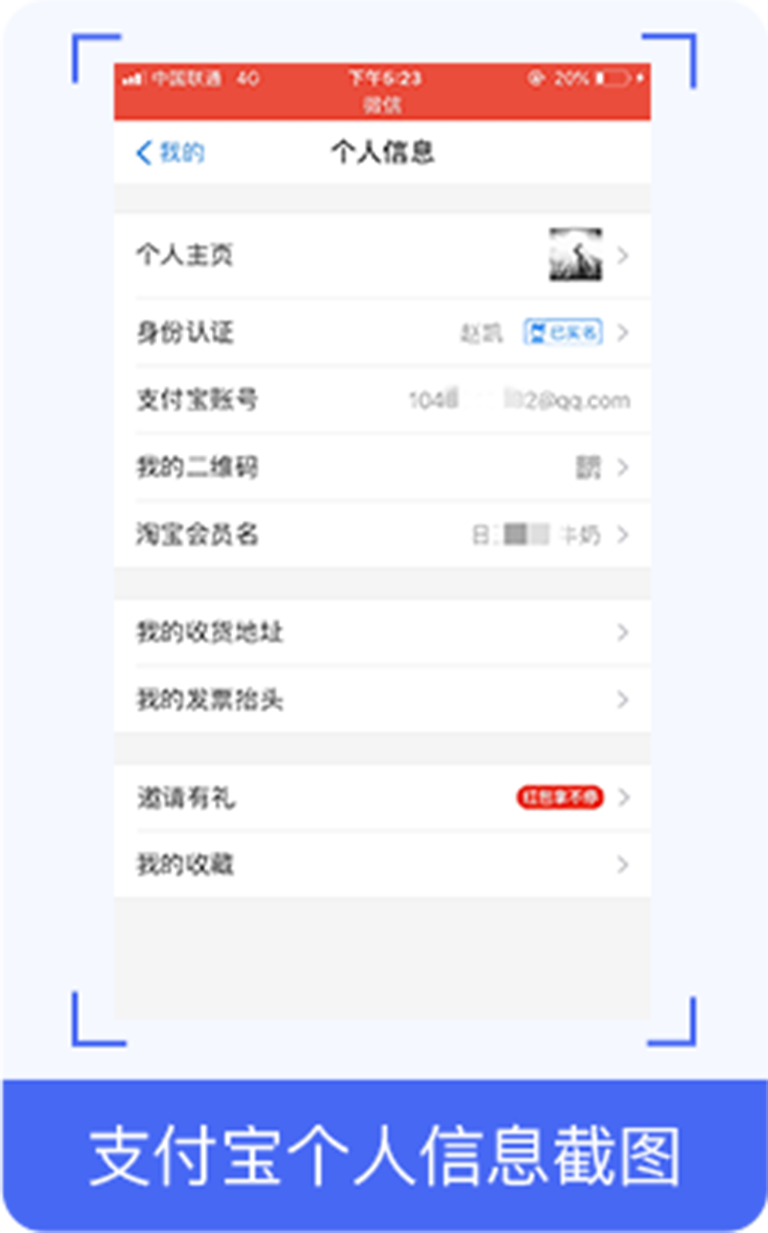 中国联通 4G 下午5:23 20%
微信
我的 个人信息
个人主页
身份认证 赵凯 已实名
支付宝账号 104 2@qq.com
我的二维码
淘宝会员名 日 牛奶
我的收货地址
我的发票抬头
邀请有礼 红包拿不停
我的收藏
支付宝个人信息截图